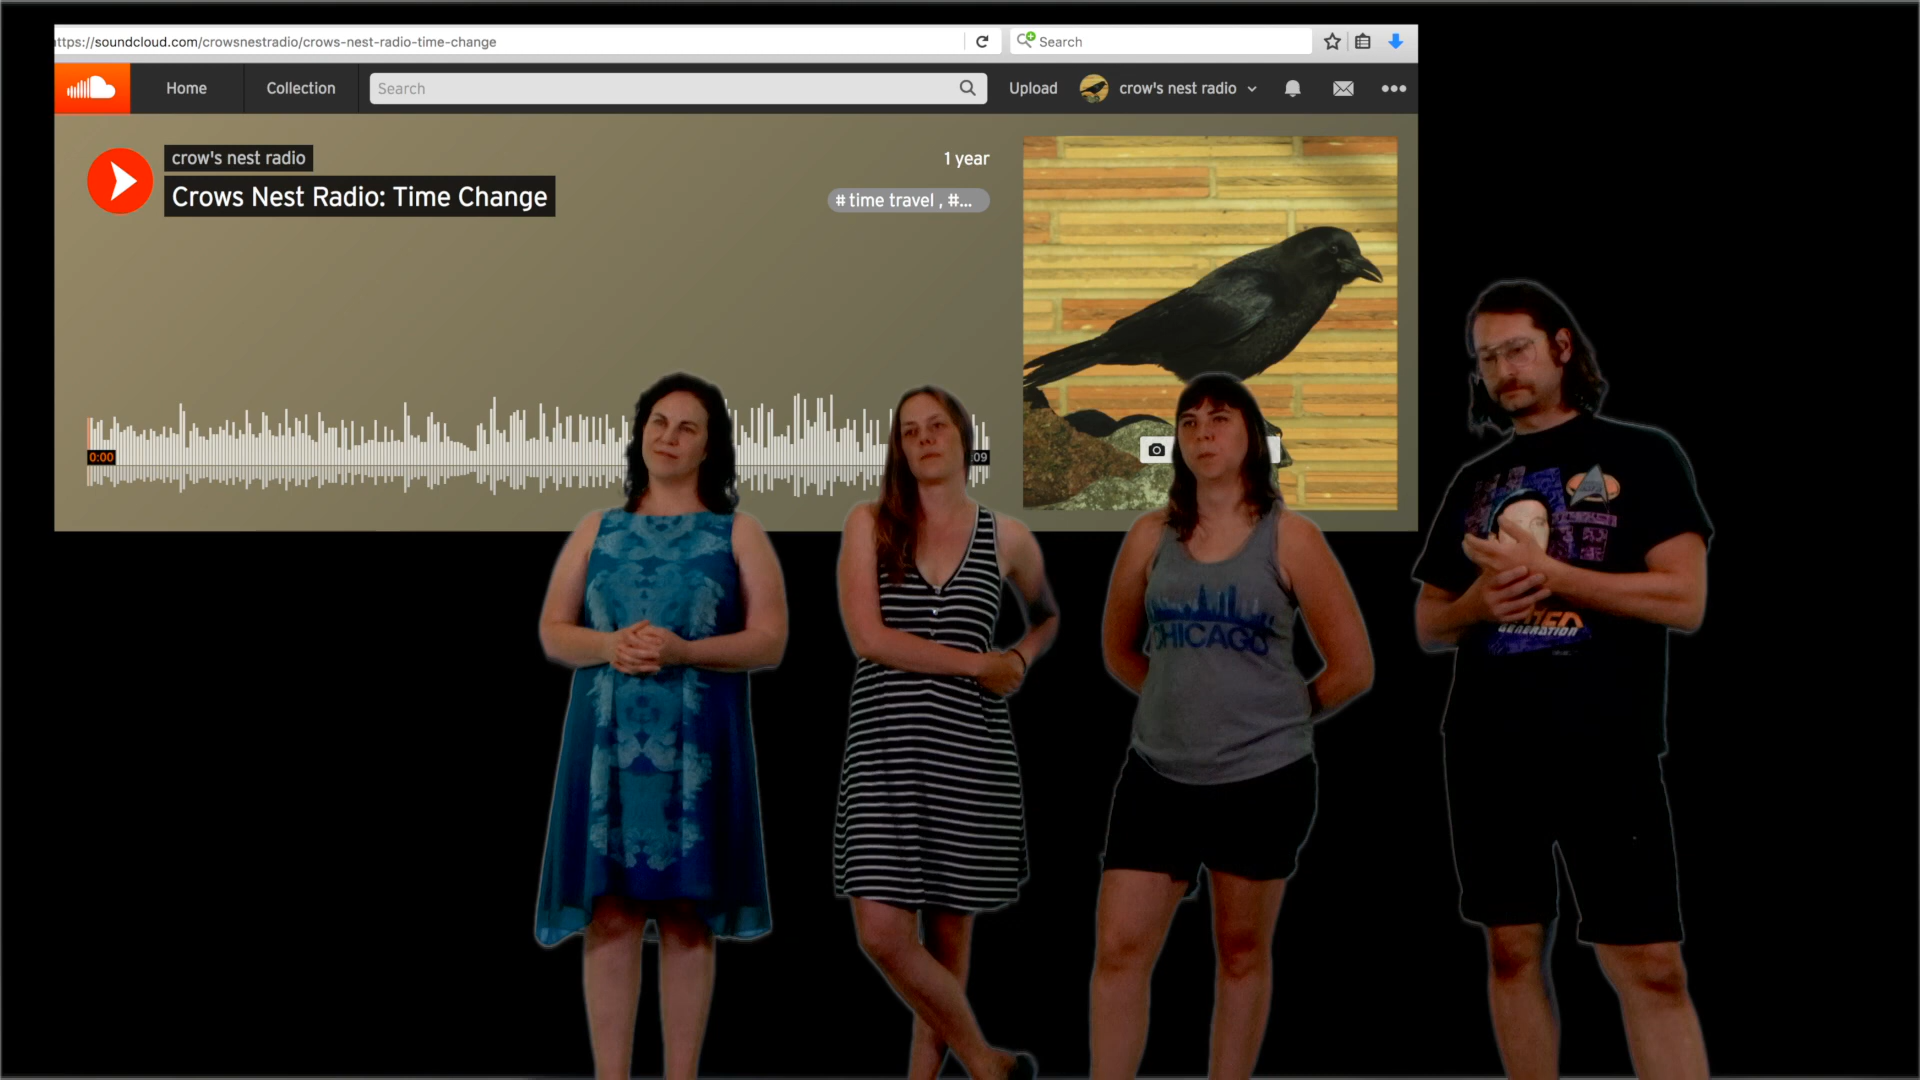 ttps://soundcloud.com/crowsnestradio/crows-nest-radio-time-change
Search
Home
Collection
Search
Upload
crow's nest radio
crow's nest radio
1 year
Crows Nest Radio: Time Change
# time travel , #...
0:00
:09
CHICAGO
GENERATION